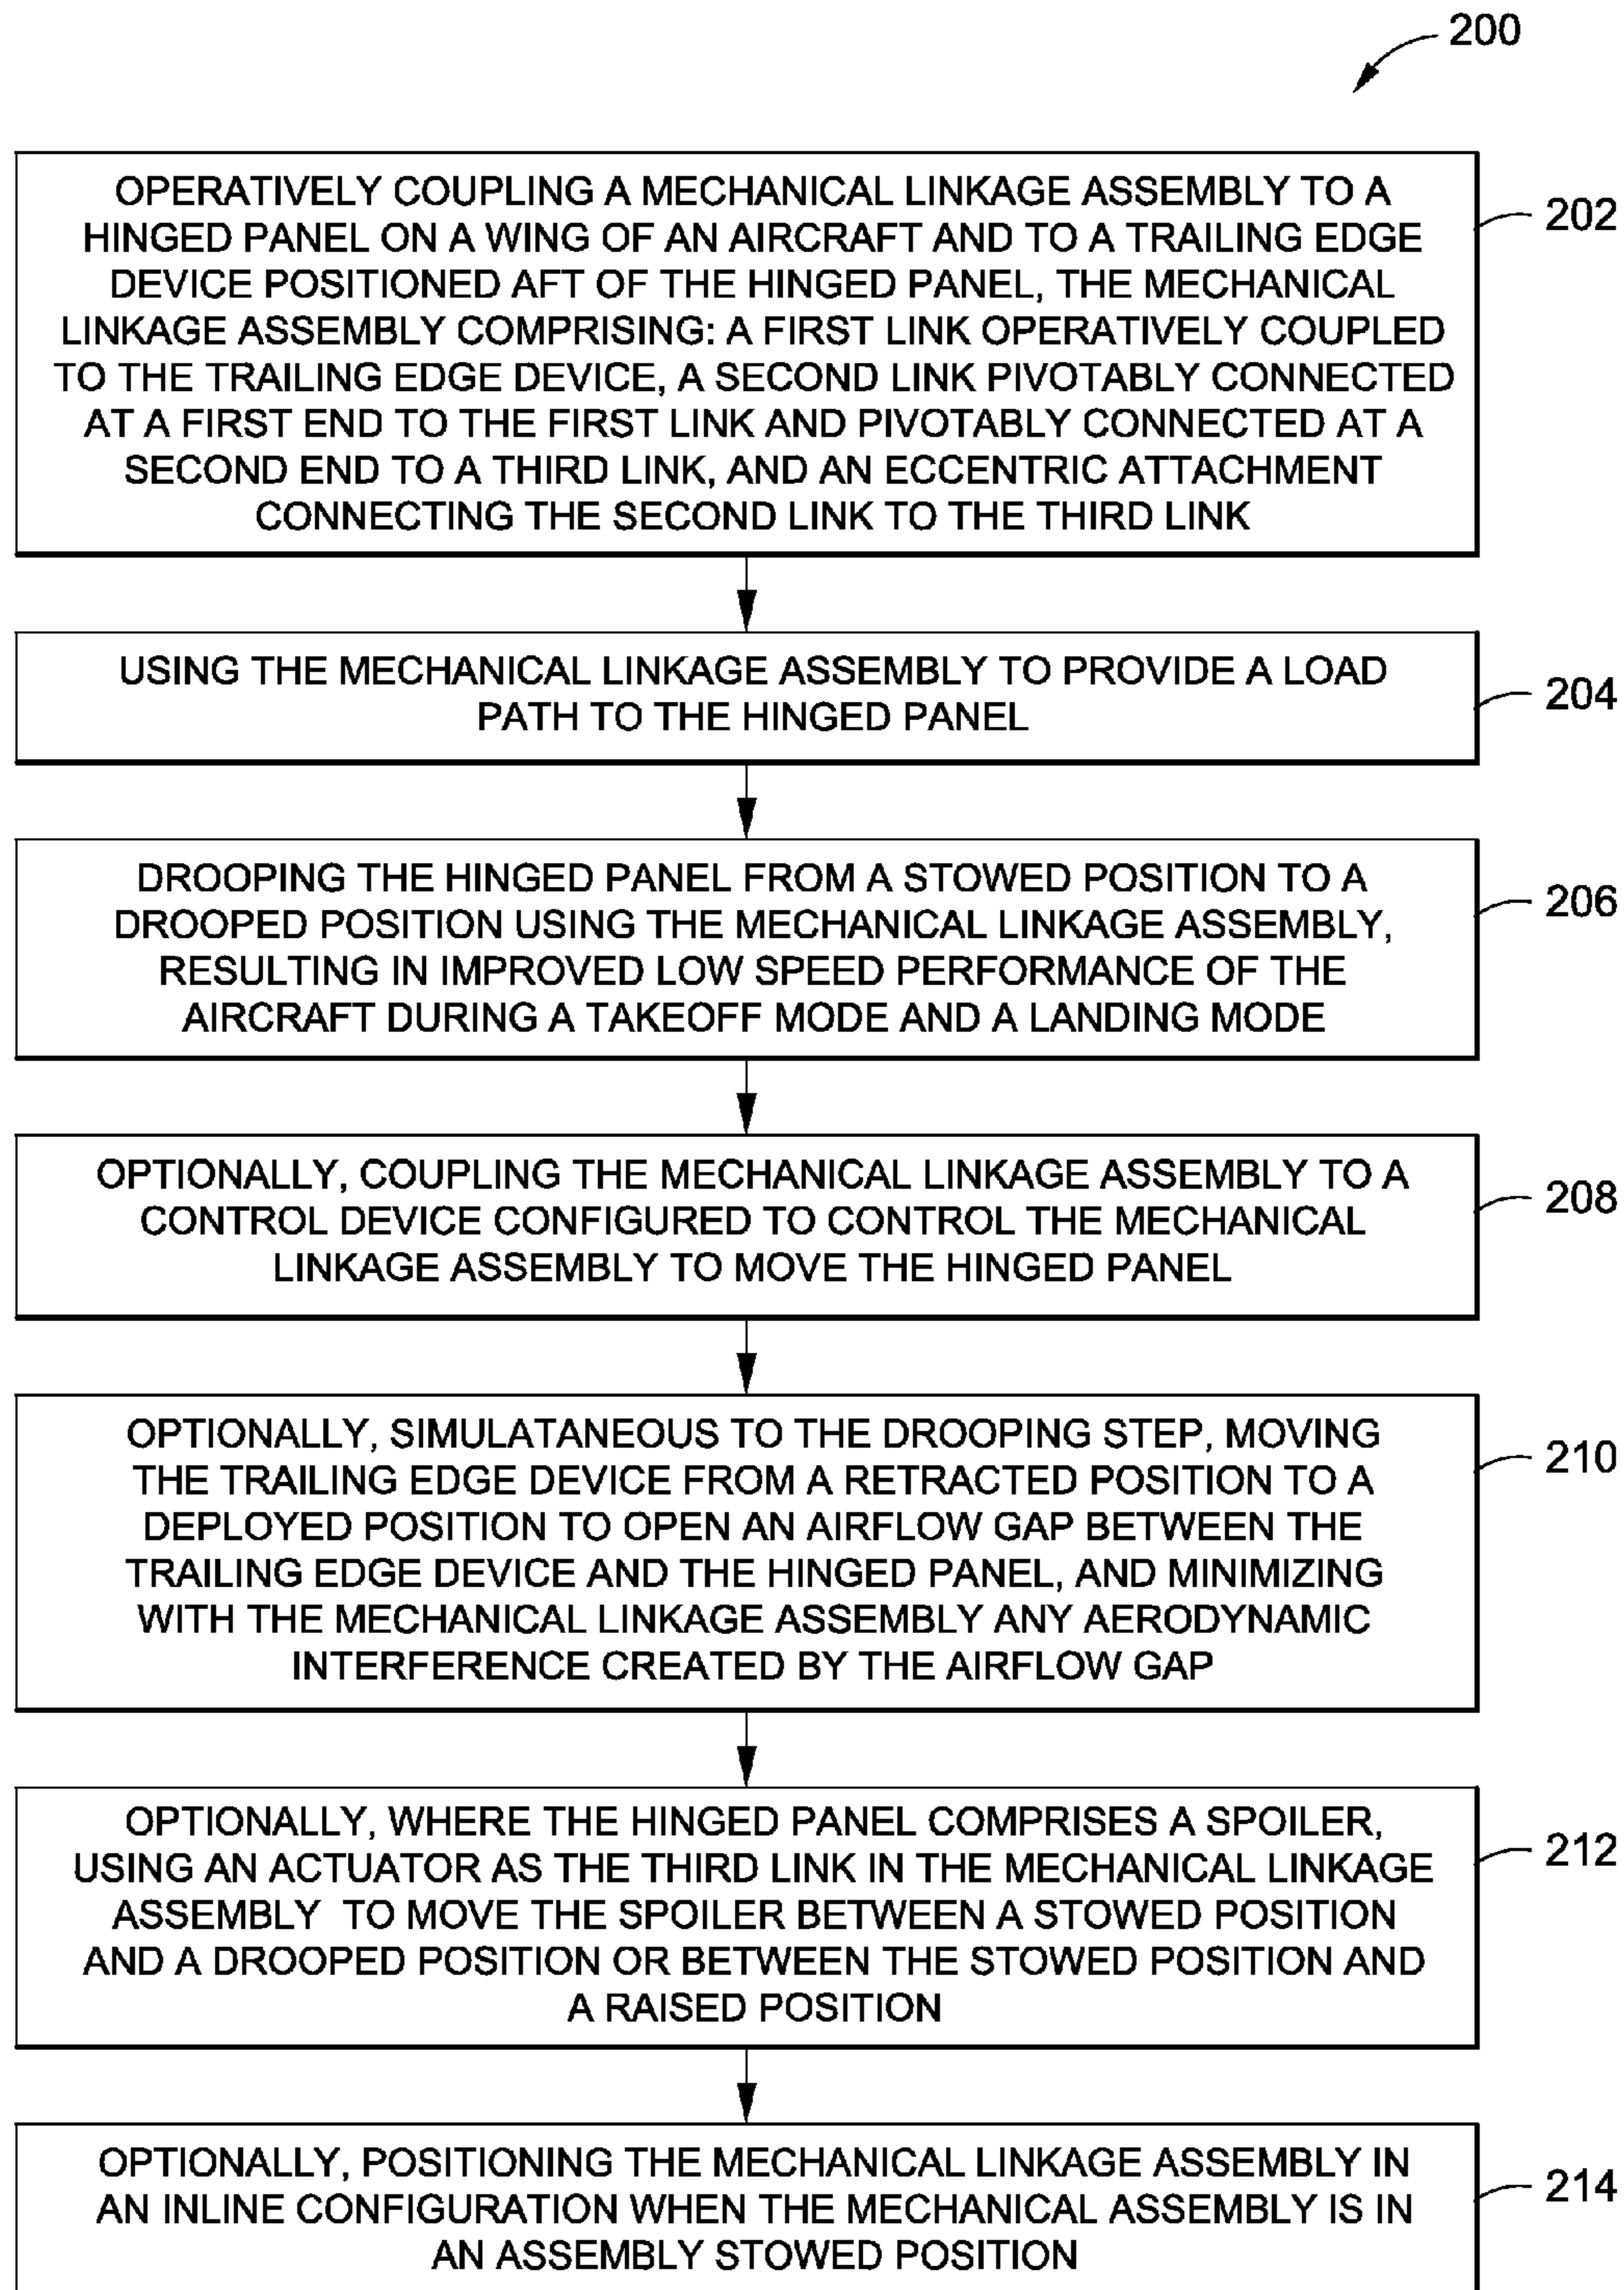 200
OPERATIVELY COUPLING A MECHANICAL LINKAGE ASSEMBLY TO A
HINGED PANEL ON A WING OF AN AIRCRAFT AND TO A TRAILING EDGE
DEVICE POSITIONED AFT OF THE HINGED PANEL, THE MECHANICAL
LINKAGE ASSEMBLY COMPRISING: A FIRST LINK OPERATIVELY COUPLED
TO THE TRAILING EDGE DEVICE, A SECOND LINK PIVOTABLY CONNECTED
AT A FIRST END TO THE FIRST LINK AND PIVOTABLY CONNECTED AT A
SECOND END TO A THIRD LINK, AND AN ECCENTRIC ATTACHMENT
CONNECTING THE SECOND LINK TO THE THIRD LINK
202
USING THE MECHANICAL LINKAGE ASSEMBLY TO PROVIDE A LOAD
PATH TO THE HINGED PANEL
204
DROOPING THE HINGED PANEL FROM A STOWED POSITION TO A
DROOPED POSITION USING THE MECHANICAL LINKAGE ASSEMBLY,
RESULTING IN IMPROVED LOW SPEED PERFORMANCE OF THE
AIRCRAFT DURING A TAKEOFF MODE AND A LANDING MODE
206
OPTIONALLY, COUPLING THE MECHANICAL LINKAGE ASSEMBLY TO A
CONTROL DEVICE CONFIGURED TO CONTROL THE MECHANICAL
LINKAGE ASSEMBLY TO MOVE THE HINGED PANEL
208
OPTIONALLY, SIMULATANEOUS TO THE DROOPING STEP, MOVING
THE TRAILING EDGE DEVICE FROM A RETRACTED POSITION TO A
DEPLOYED POSITION TO OPEN AN AIRFLOW GAP BETWEEN THE
TRAILING EDGE DEVICE AND THE HINGED PANEL, AND MINIMIZING
WITH THE MECHANICAL LINKAGE ASSEMBLY ANY AERODYNAMIC
INTERFERENCE CREATED BY THE AIRFLOW GAP
210
OPTIONALLY, WHERE THE HINGED PANEL COMPRISES A SPOILER,
USING AN ACTUATOR AS THE THIRD LINK IN THE MECHANICAL LINKAGE
ASSEMBLY TO MOVE THE SPOILER BETWEEN A STOWED POSITION
AND A DROOPED POSITION OR BETWEEN THE STOWED POSITION AND
A RAISED POSITION
212
OPTIONALLY, POSITIONING THE MECHANICAL LINKAGE ASSEMBLY IN
AN INLINE CONFIGURATION WHEN THE MECHANICAL ASSEMBLY IS IN
AN ASSEMBLY STOWED POSITION
214